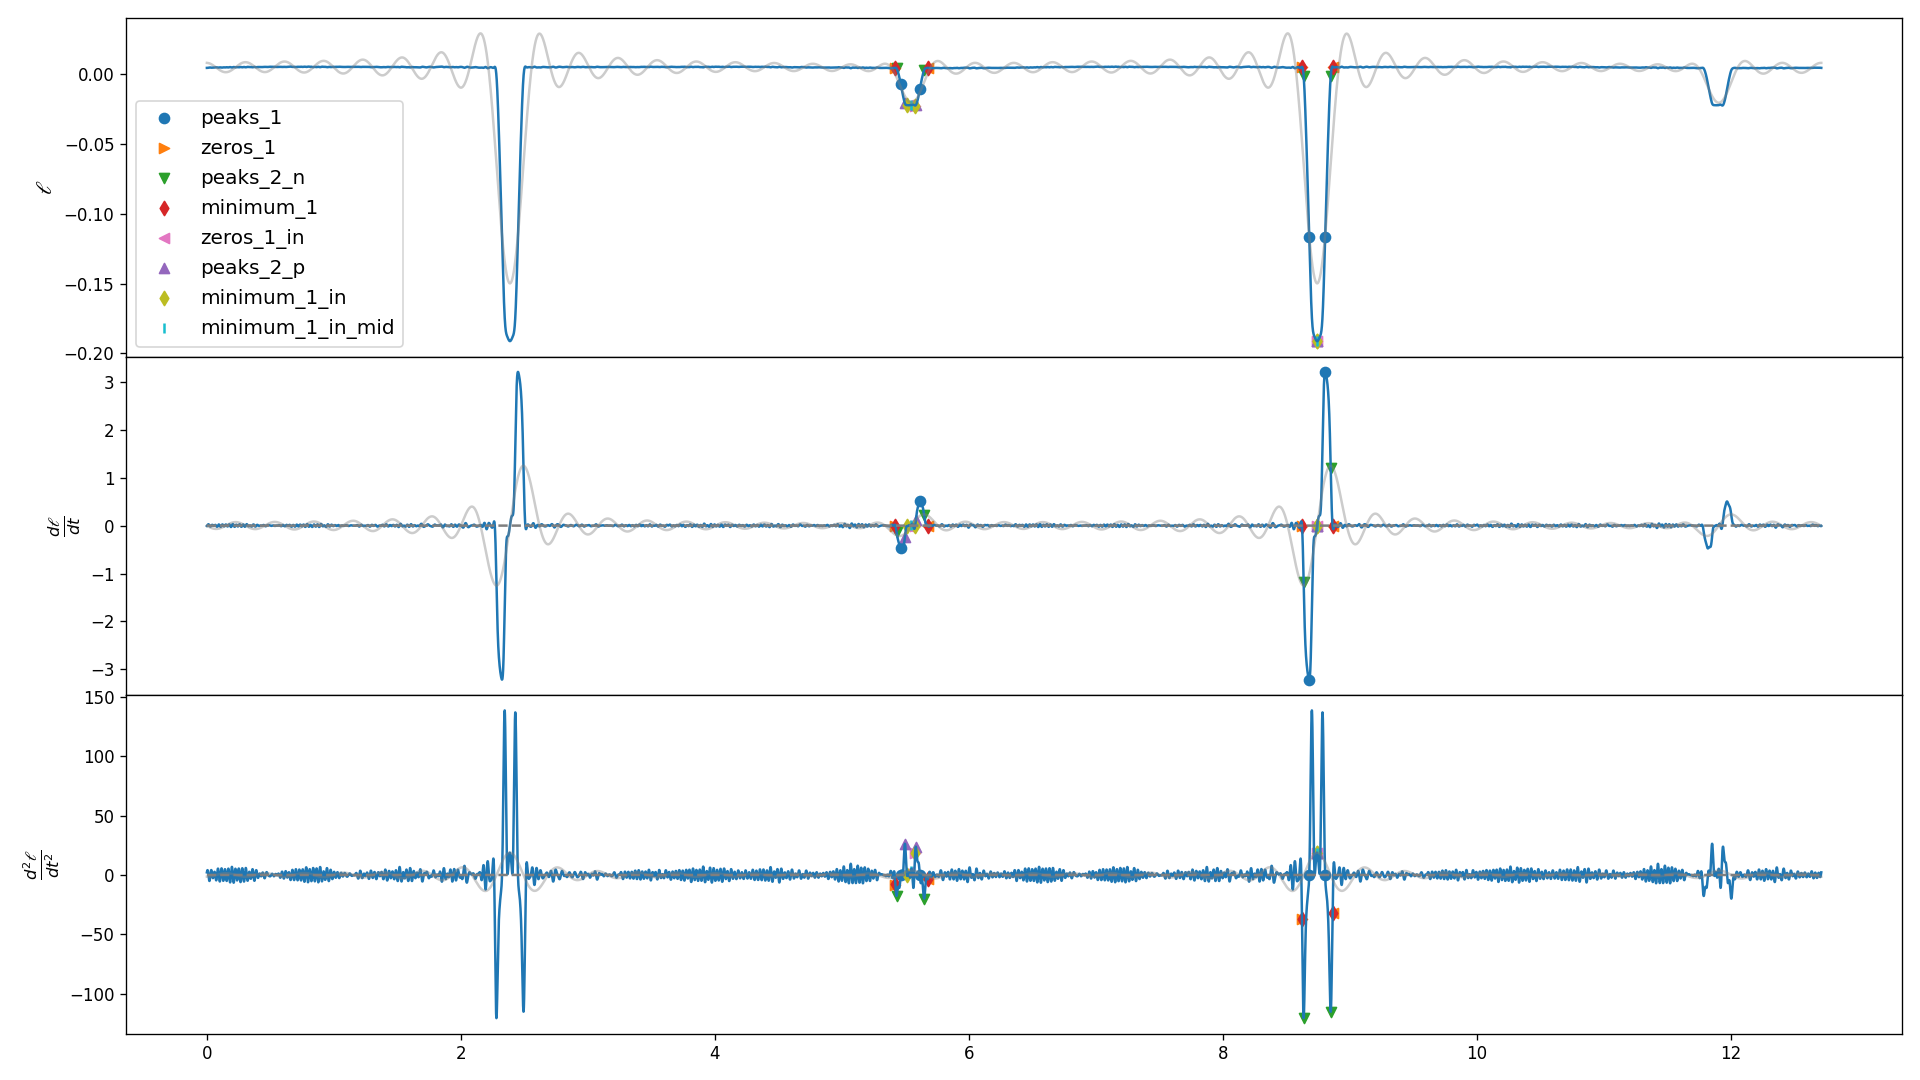 0.00
−0.05
−0.10
−0.15
−0.20
ℓ
peaks_1
zeros_1
peaks_2_n
minimum_1
zeros_1_in
peaks_2_p
minimum_1_in
minimum_1_in_mid
3
2
1
0
−1
−2
−3
dℓ
dt
150
100
50
0
−50
−100
d²ℓ
dt²
0 2 4 6 8 10 12